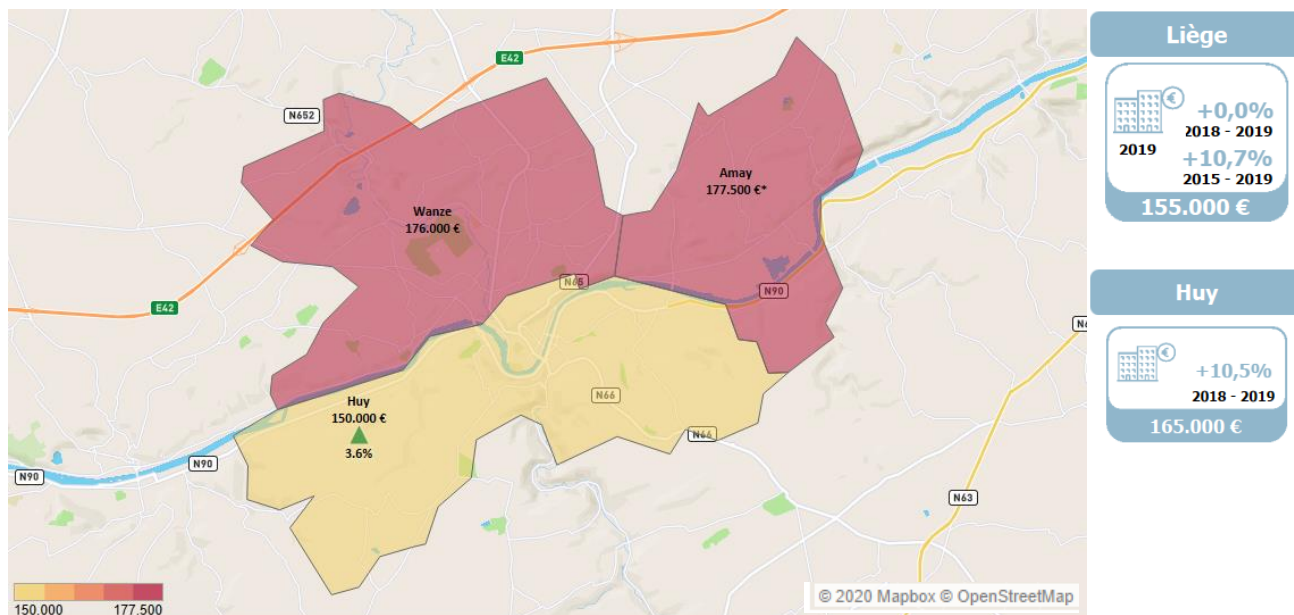 E42
N652
Amay
177.500 €*
Wanze
176.000 €
N65
N90
E42
Huy
150.000 €
3.6%
N66
N66
N90
N90
N63
150.000 177.500
© 2020 Mapbox © OpenStreetMap
Liège
+0,0%
2018 - 2019
2019
+10,7%
2015 - 2019
155.000 €
Huy
+10,5%
2018 - 2019
165.000 €